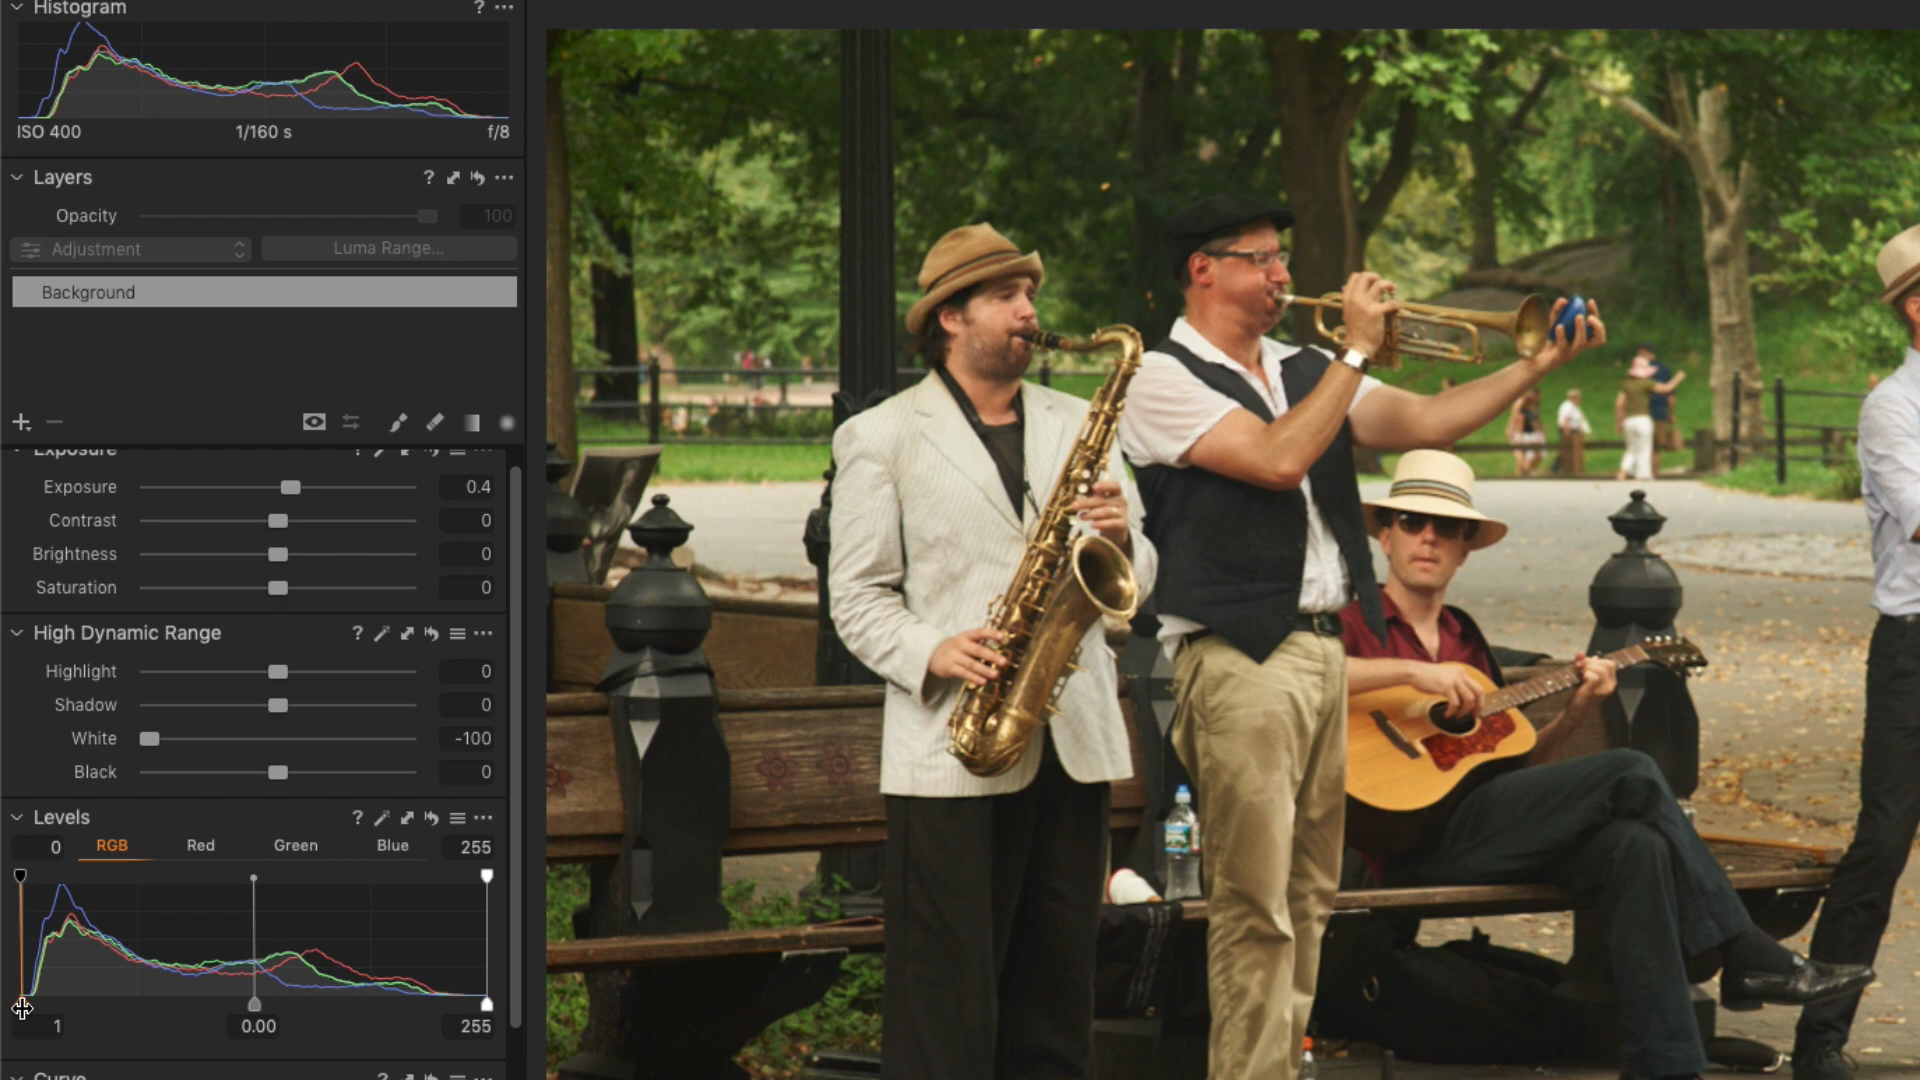 Histogram ?
ISO 400 1/160 s f/8
Layers ?
Opacity 100
Adjustment Luma Range...
Background
Exposure ?
Exposure 0.4
Contrast 0
Brightness 0
Saturation 0
High Dynamic Range ?
Highlight 0
Shadow 0
White -100
Black 0
Levels ?
0 RGB Red Green Blue 255
1 0.00 255
Curve ?